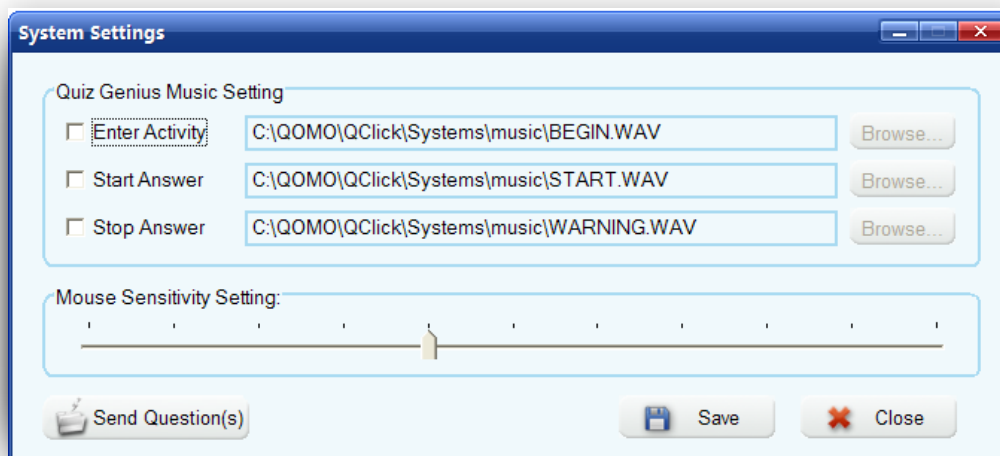 System Settings
Quiz Genius Music Setting
Enter Activity C:\QOMO\QClick\Systems\music\BEGIN.WAV Browse...
Start Answer C:\QOMO\QClick\Systems\music\START.WAV Browse...
Stop Answer C:\QOMO\QClick\Systems\music\WARNING.WAV Browse...
Mouse Sensitivity Setting:
Send Question(s) Save Close